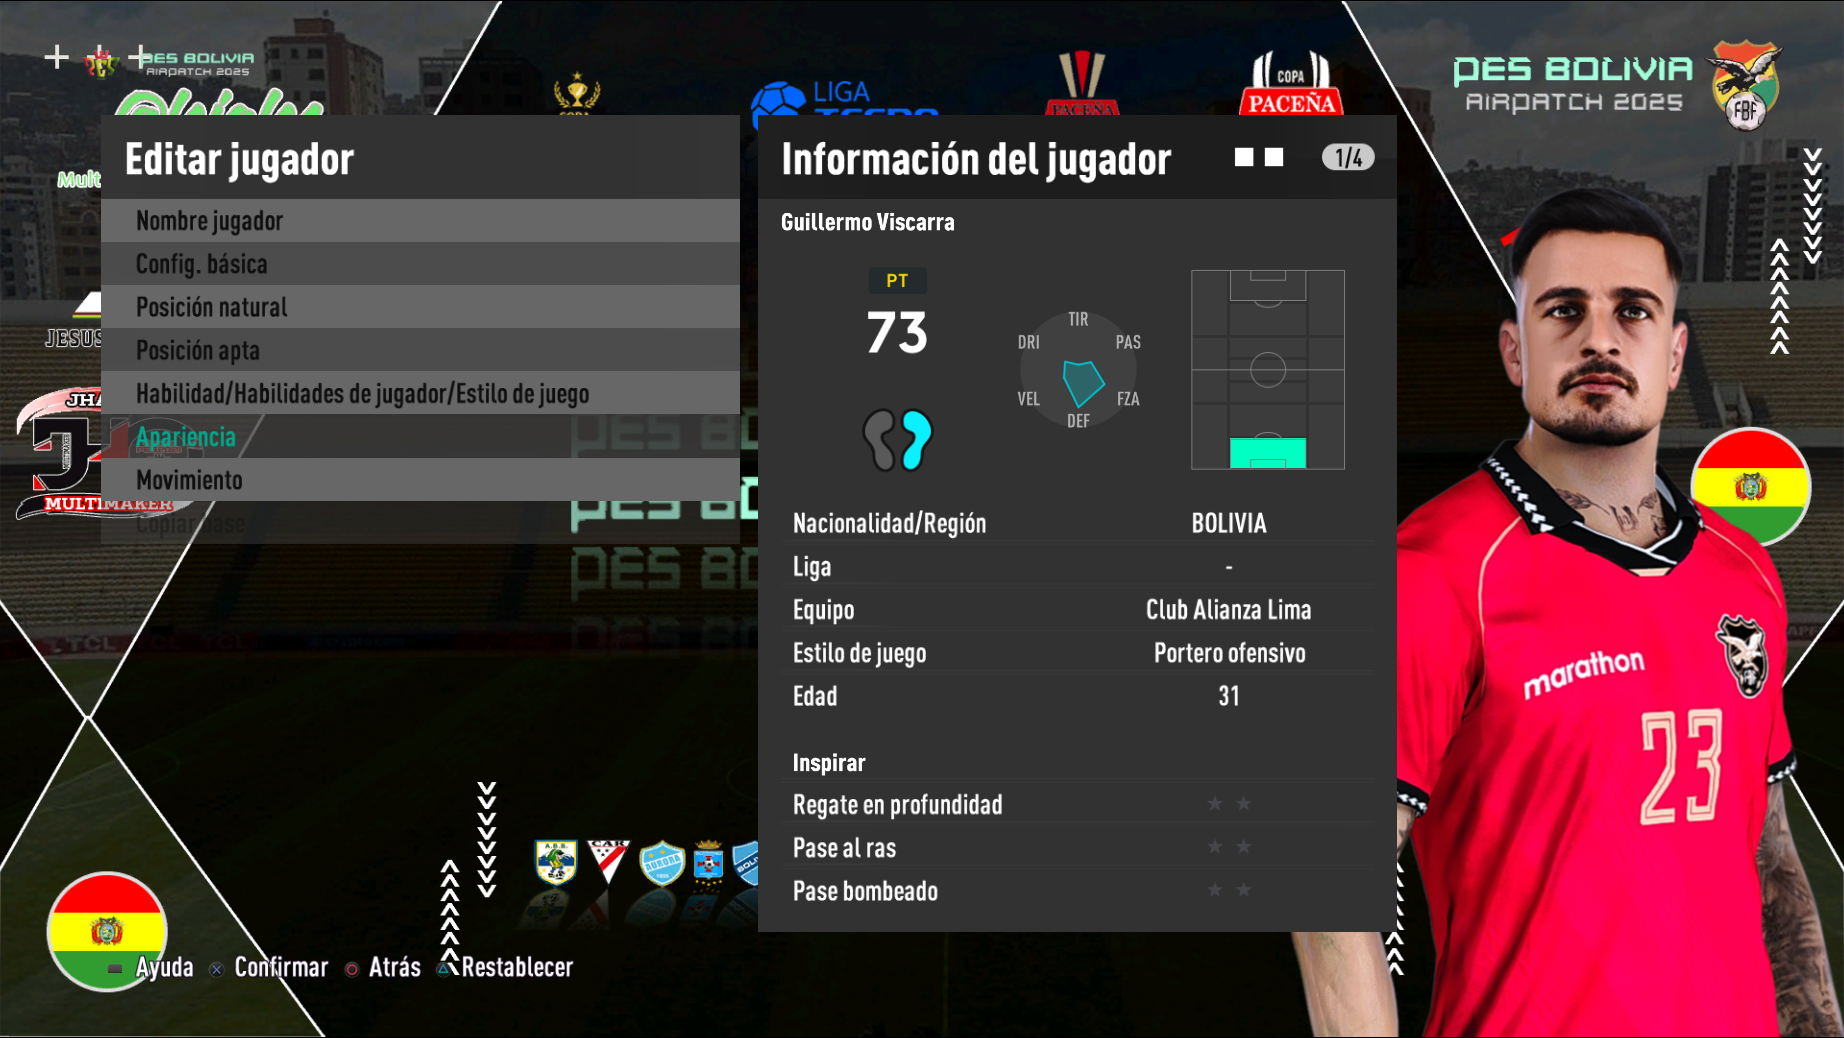 PES BOLIVIA
AIRPATCH 2025
LIGA
TECPO
PACEÑA
COPA
PACEÑA
PES BOLIVIA
AIRPATCH 2025
FBF
Editar jugador
Nombre jugador
Config. básica
Posición natural
Posición apta
Habilidad/Habilidades de jugador/Estilo de juego
Apariencia
Movimiento
Copiar base
JESUS
JHA
MULTIMAKER
Información del jugador
1/4
Guillermo Viscarra
PT
73
TIR
DRI
PAS
VEL
FZA
DEF
Nacionalidad/Región
BOLIVIA
Liga
-
Equipo
Club Alianza Lima
Estilo de juego
Portero ofensivo
Edad
31
Inspirar
Regate en profundidad
Pase al ras
Pase bombeado
marathon
23
TCL
A.B.B.
CAR
AURORA
Ayuda
Confirmar
Atrás
Restablecer